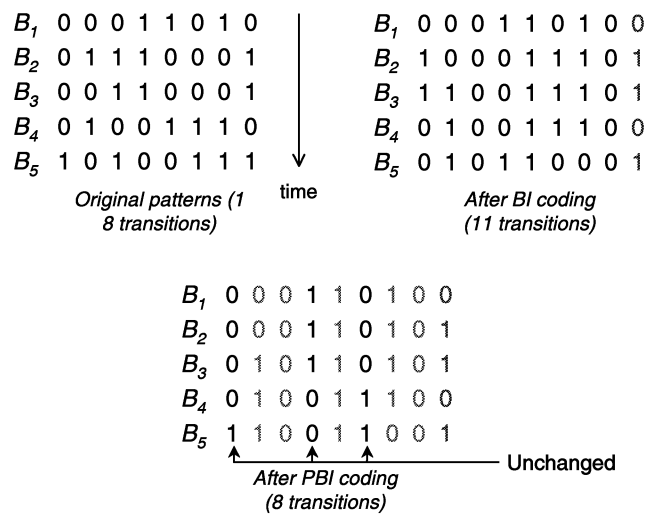 B1 0 0 0 1 1 0 1 0
B2 0 1 1 1 0 0 0 1
B3 0 0 1 1 0 0 0 1
B4 0 1 0 0 1 1 1 0
B5 1 0 1 0 0 1 1 1
Original patterns (1
8 transitions)
time
B1 0 0 0 1 1 0 1 0 0
B2 1 0 0 0 1 1 1 0 1
B3 1 1 0 0 1 1 1 0 1
B4 0 1 0 0 1 1 1 0 0
B5 0 1 0 1 1 0 0 0 1
After BI coding
(11 transitions)
B1 0 0 0 1 1 0 1 0 0
B2 0 0 0 1 1 0 1 0 1
B3 0 1 0 1 1 0 1 0 1
B4 0 1 0 0 1 1 1 0 0
B5 1 1 0 0 1 1 0 0 1
Unchanged
After PBI coding
(8 transitions)